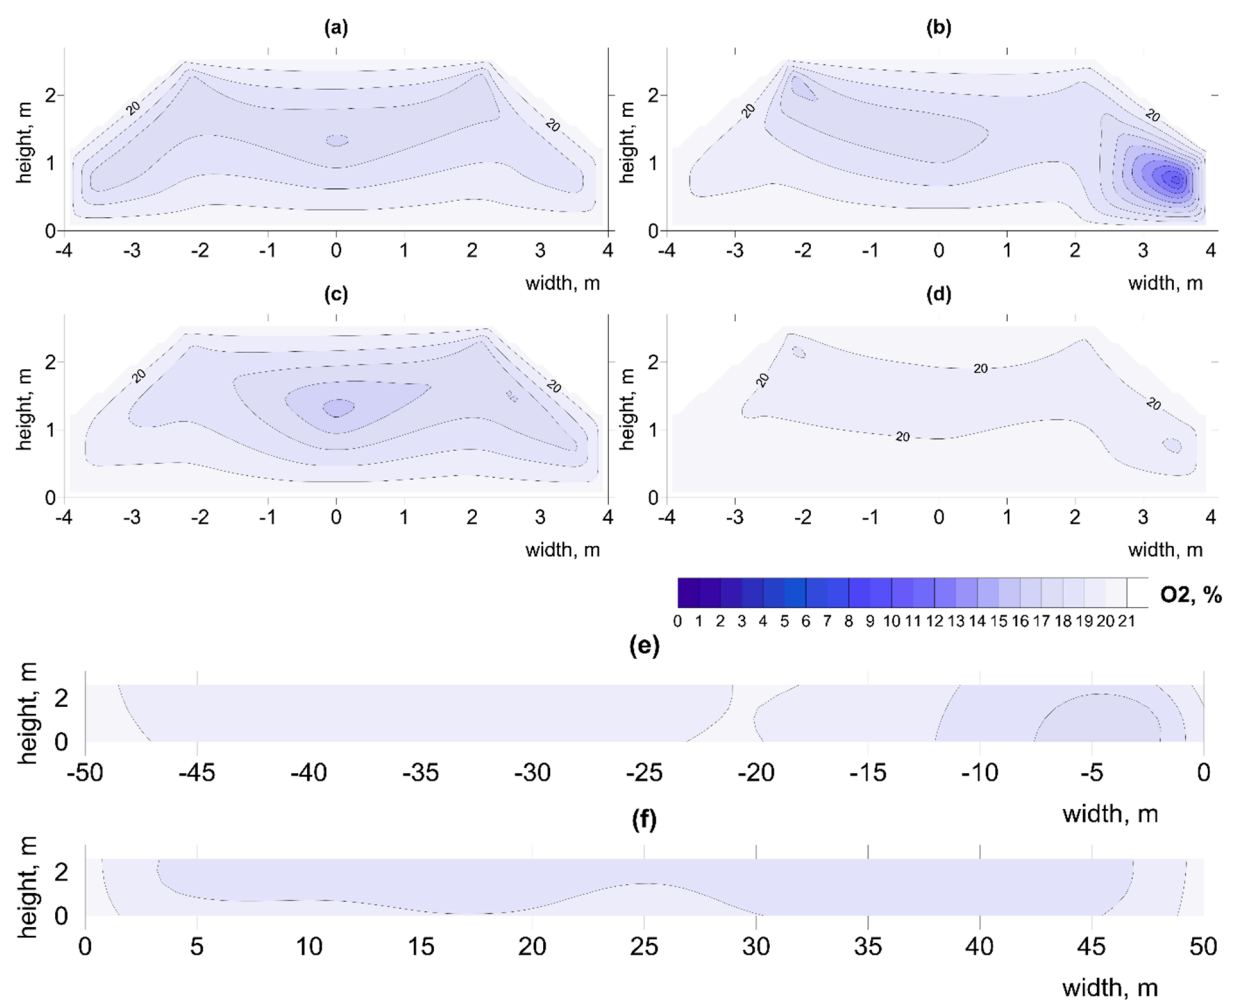 (a) (b)
height, m 2 1 0 20 20 height, m 2 1 0 20 20
-4 -3 -2 -1 0 1 2 3 4 -4 -3 -2 -1 0 1 2 3 4
width, m width, m
(c) (d)
height, m 2 1 0 20 20 height, m 2 1 0 20 20 20 20
-4 -3 -2 -1 0 1 2 3 4 -4 -3 -2 -1 0 1 2 3 4
width, m width, m
O2, %
0 1 2 3 4 5 6 7 8 9 10 11 12 13 14 15 16 17 18 19 20 21
(e)
height, m 2 0
-50 -45 -40 -35 -30 -25 -20 -15 -10 -5 0
width, m
(f)
height, m 2 0
0 5 10 15 20 25 30 35 40 45 50
width, m